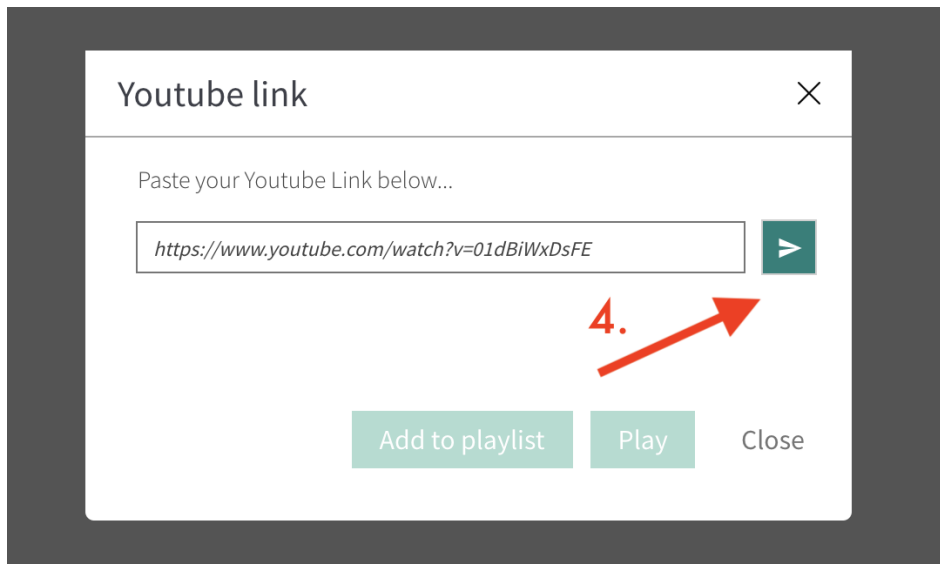 Youtube link
Paste your Youtube Link below...
https://www.youtube.com/watch?v=01dBiWxDsFE
4.
Add to playlist Play Close